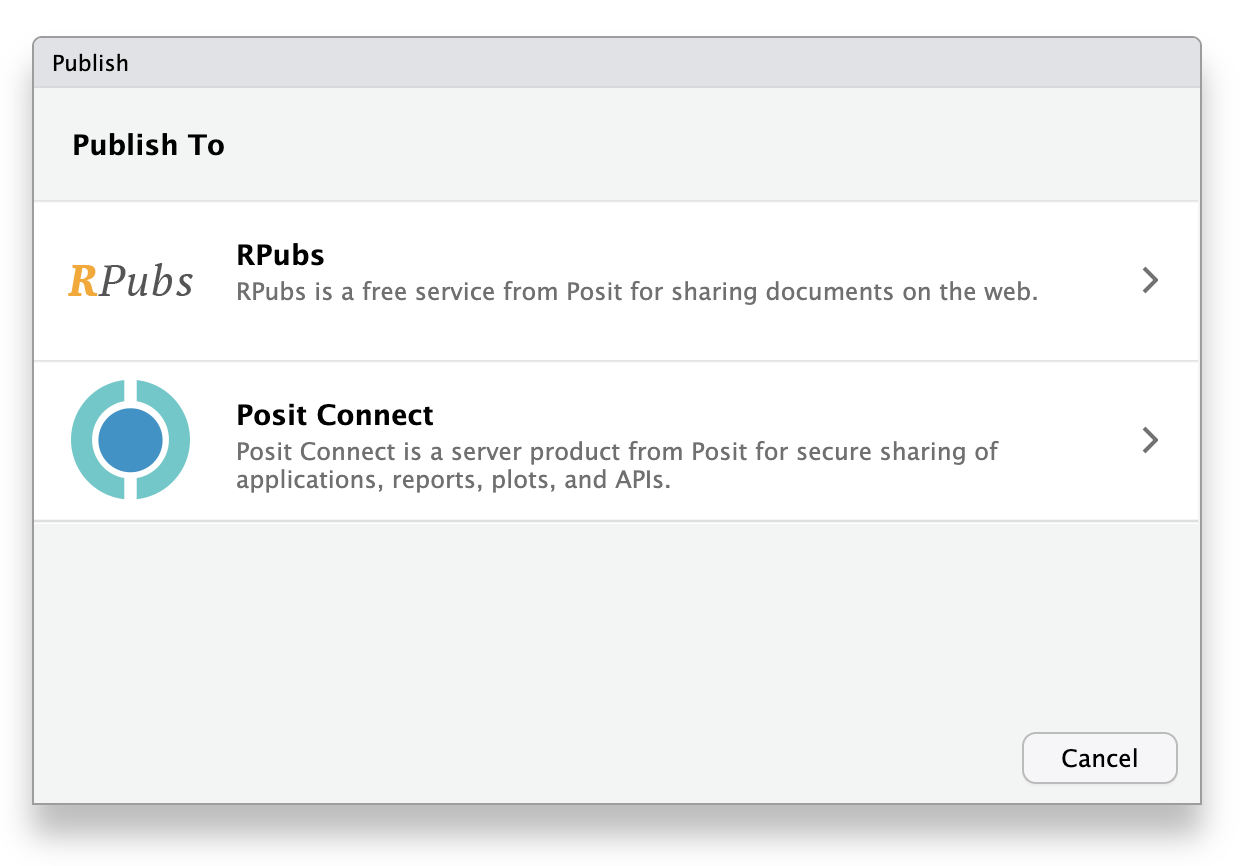 Publish
Publish To
RPubs
RPubs
RPubs is a free service from Posit for sharing documents on the web.
Posit Connect
Posit Connect is a server product from Posit for secure sharing of
applications, reports, plots, and APIs.
Cancel